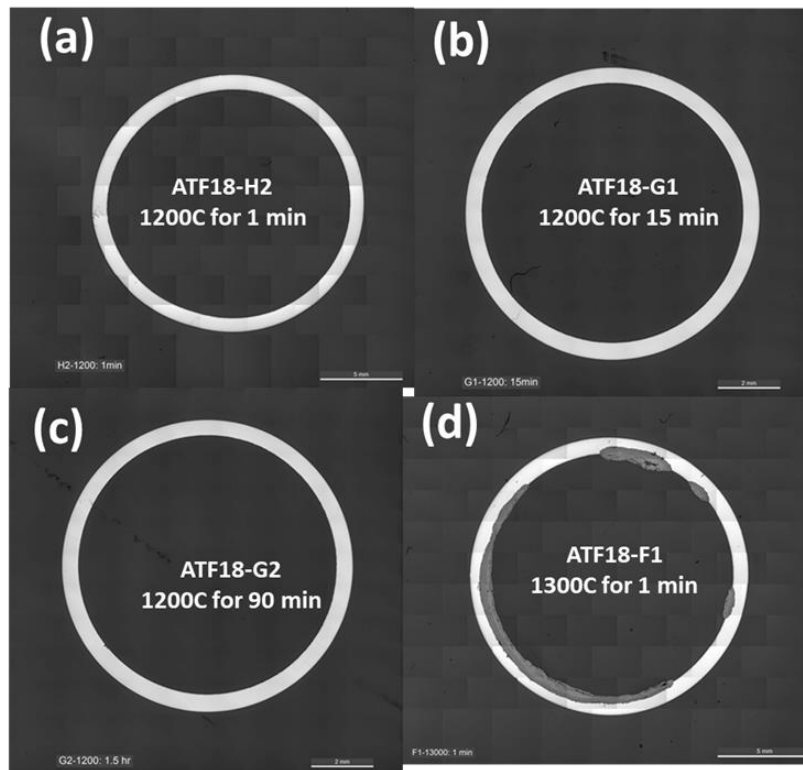 (a)
ATF18-H2
1200C for 1 min
H2-1200: 1min
5 mm
(b)
ATF18-G1
1200C for 15 min
G1-1200: 15min
2 mm
(c)
ATF18-G2
1200C for 90 min
G2-1200: 1.5 hr
2 mm
(d)
ATF18-F1
1300C for 1 min
F1-13000: 1 min
5 mm